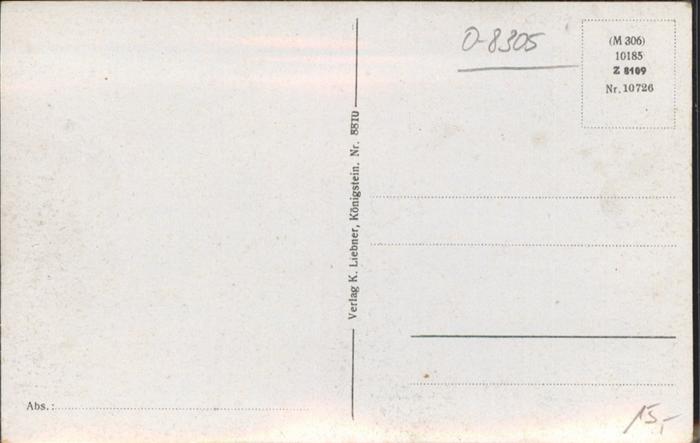 O-8305
(M 306)
10185
Z 8109
Nr. 10726
Verlag K. Liebner, Königstein. Nr. 8810
Abs.:
15,-